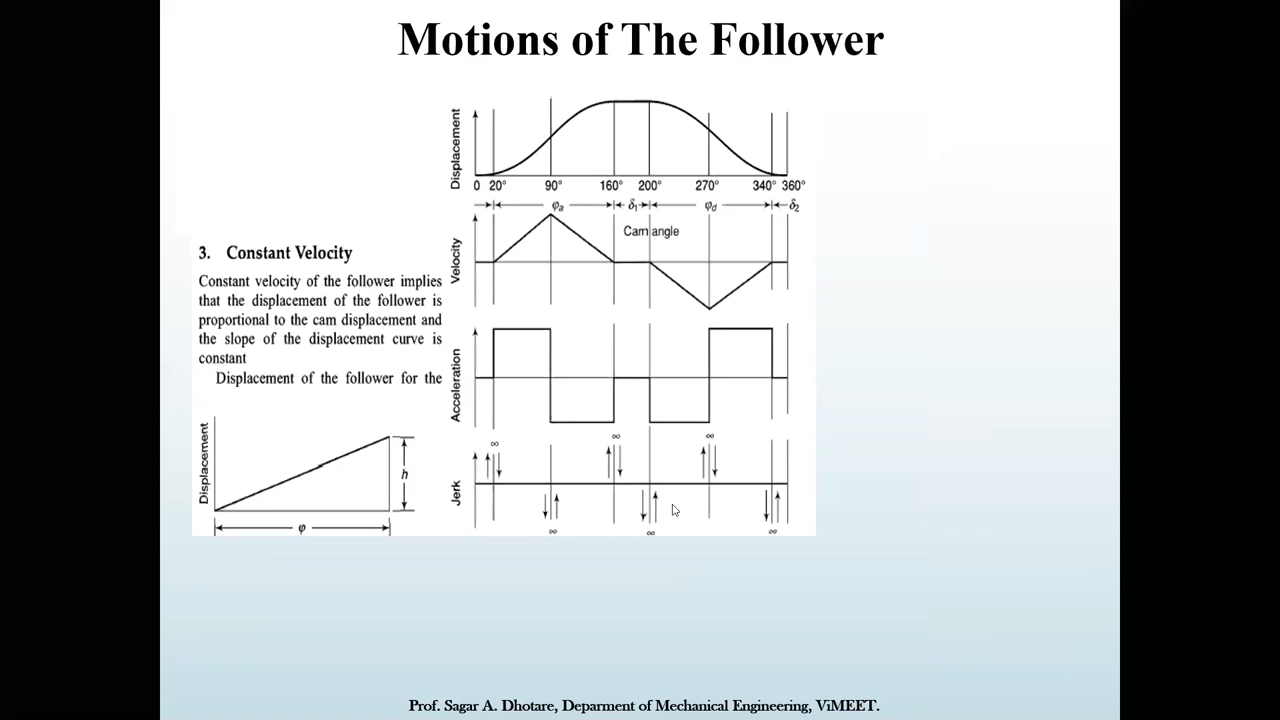 Motions of The Follower
3. Constant Velocity
Constant velocity of the follower implies
that the displacement of the follower is
proportional to the cam displacement and
the slope of the displacement curve is
constant
Displacement of the follower for the
Displacement
h
φ
Displacement
0 20° 90° 160° 200° 270° 340° 360°
φa δ1 φd δ2
Cam angle
Velocity
Acceleration
∞ ∞ ∞
Jerk
∞ ∞ ∞
Prof. Sagar A. Dhotare, Deparment of Mechanical Engineering, ViMEET.